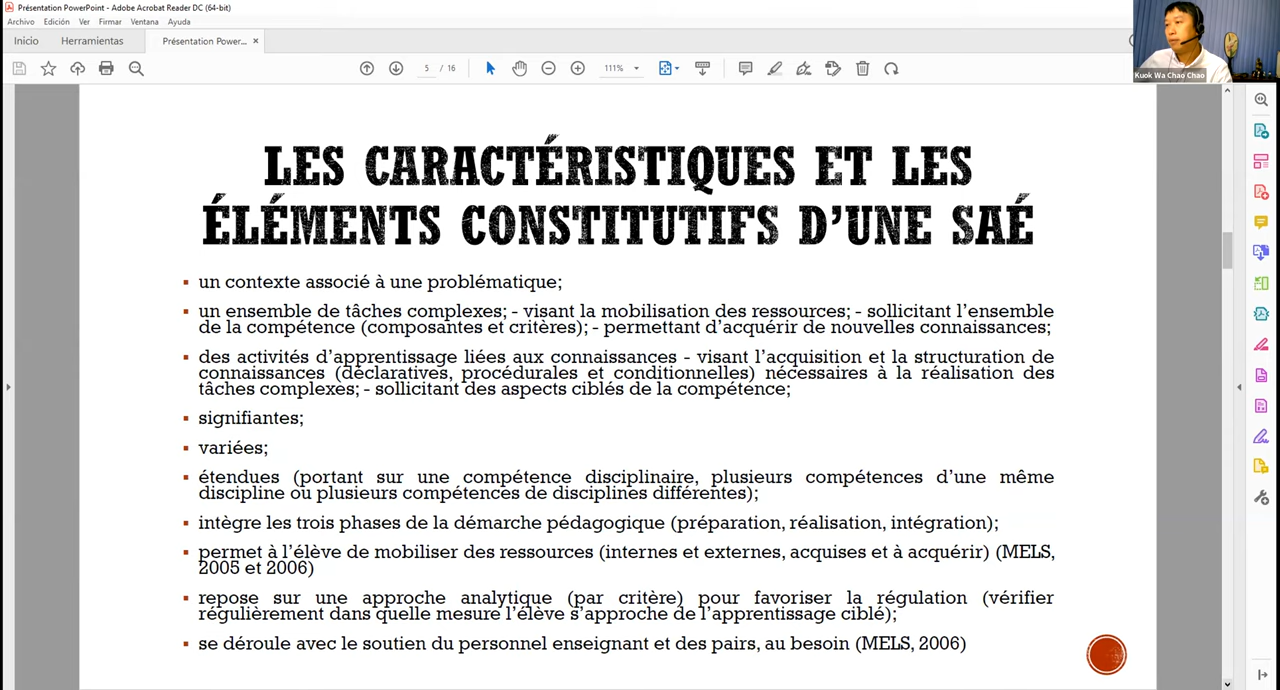 Présentation PowerPoint - Adobe Acrobat Reader DC (64-bit)
Archivo Edición Ver Firmar Ventana Ayuda
Inicio Herramientas Présentation Power... ×
5 / 16 111%
Kuok Wa Chao Chao
LES CARACTÉRISTIQUES ET LES
ÉLÉMENTS CONSTITUTIFS D'UNE SAÉ
▪ un contexte associé à une problématique;
▪ un ensemble de tâches complexes; - visant la mobilisation des ressources; - sollicitant l'ensemble
de la compétence (composantes et critères); - permettant d'acquérir de nouvelles connaissances;
▪ des activités d'apprentissage liées aux connaissances - visant l'acquisition et la structuration de
connaissances (déclaratives, procédurales et conditionnelles) nécessaires à la réalisation des
tâches complexes; - sollicitant des aspects ciblés de la compétence;
▪ signifiantes;
▪ variées;
▪ étendues (portant sur une compétence disciplinaire, plusieurs compétences d'une même
discipline ou plusieurs compétences de disciplines différentes);
▪ intègre les trois phases de la démarche pédagogique (préparation, réalisation, intégration);
▪ permet à l'élève de mobiliser des ressources (internes et externes, acquises et à acquérir) (MELS,
2005 et 2006)
▪ repose sur une approche analytique (par critère) pour favoriser la régulation (vérifier
régulièrement dans quelle mesure l'élève s'approche de l'apprentissage ciblé);
▪ se déroule avec le soutien du personnel enseignant et des pairs, au besoin (MELS, 2006)